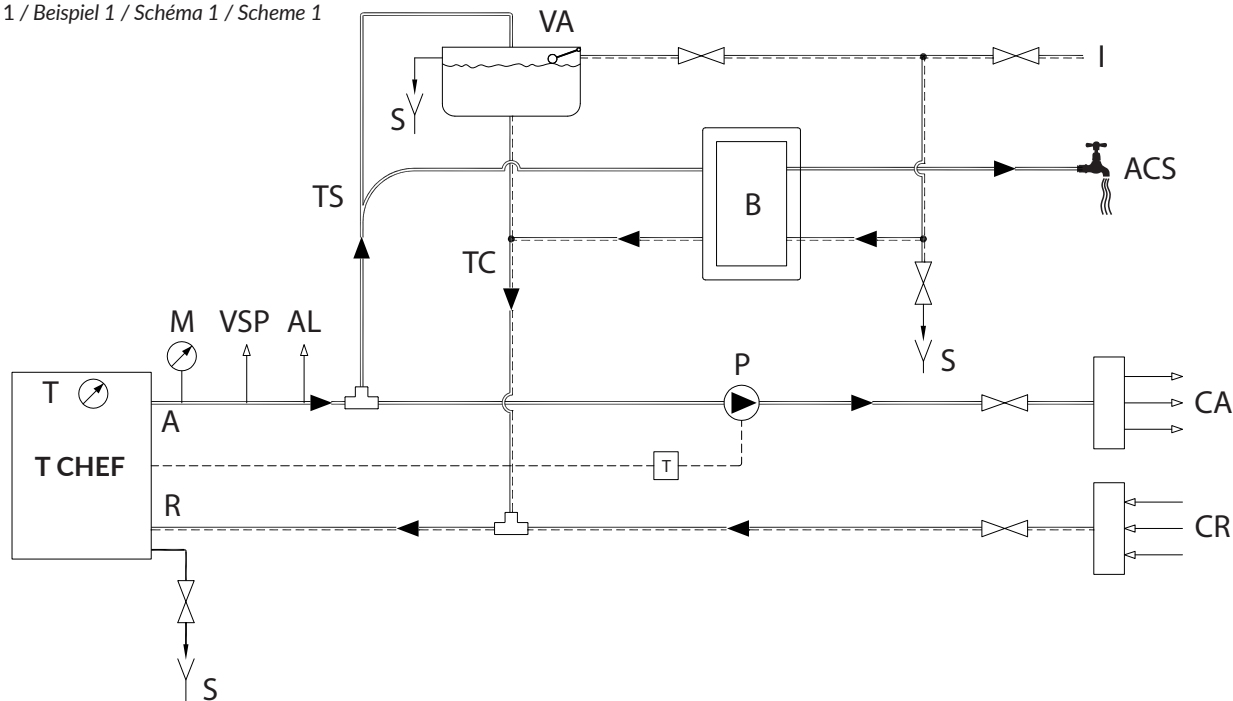 1 / Beispiel 1 / Schéma 1 / Scheme 1
VA
I
S
ACS
TS
B
TC
M VSP AL
S
P
T
A
CA
T CHEF
T
R
CR
S